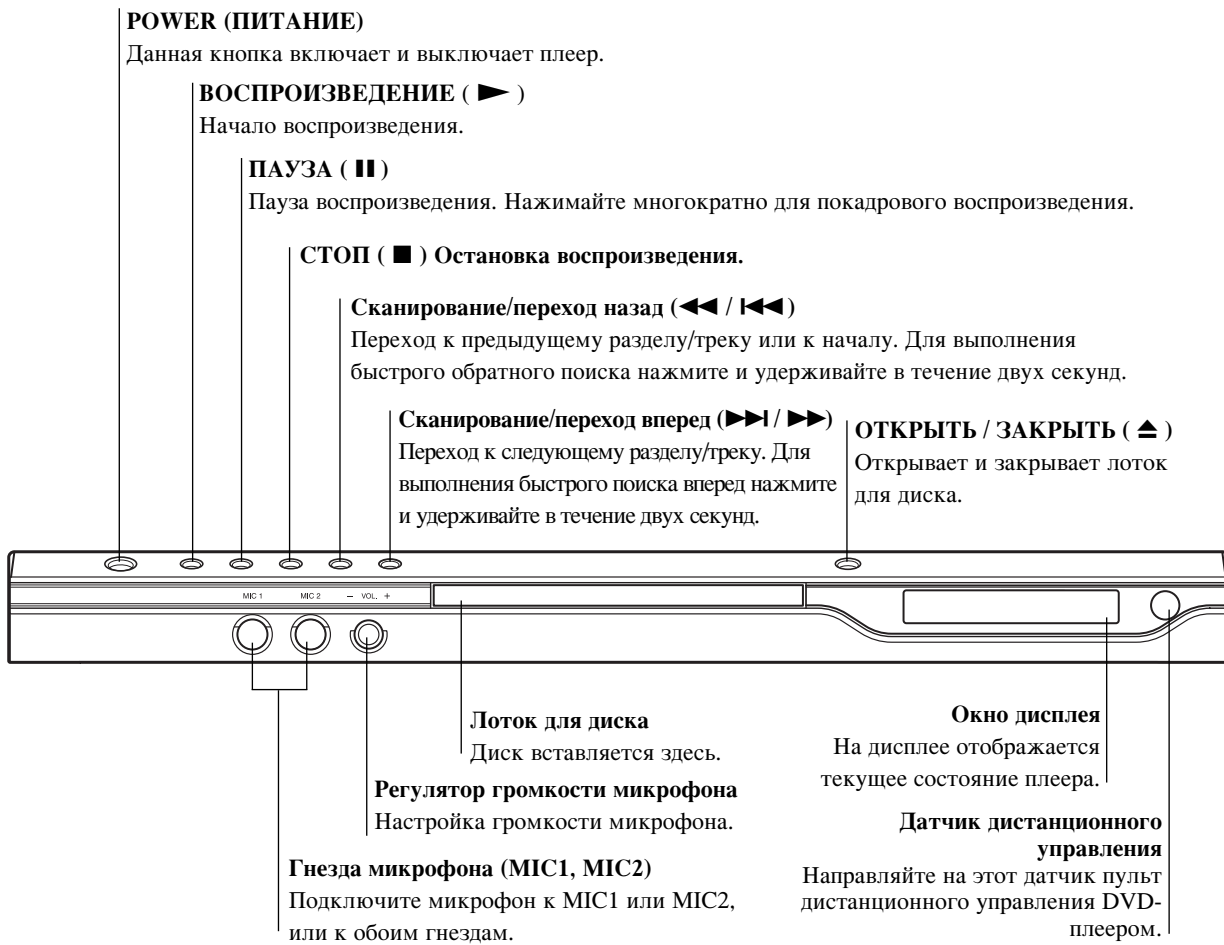 POWER (ПИТАНИЕ)
Данная кнопка включает и выключает плеер.
ВОСПРОИЗВЕДЕНИЕ ( ► )
Начало воспроизведения.
ПАУЗА ( ❚❚ )
Пауза воспроизведения. Нажимайте многократно для покадрового воспроизведения.
СТОП ( ■ ) Остановка воспроизведения.
Сканирование/переход назад (◄◄ / I◄◄ )
Переход к предыдущему разделу/треку или к началу. Для выполнения
быстрого обратного поиска нажмите и удерживайте в течение двух секунд.
Сканирование/переход вперед (►►I / ►►)
Переход к следующему разделу/треку. Для
выполнения быстрого поиска вперед нажмите
и удерживайте в течение двух секунд.
ОТКРЫТЬ / ЗАКРЫТЬ ( ⏏ )
Открывает и закрывает лоток
для диска.
MIC 1 MIC 2 – VOL. +
Лоток для диска
Диск вставляется здесь.
Регулятор громкости микрофона
Настройка громкости микрофона.
Гнезда микрофона (MIC1, MIC2)
Подключите микрофон к MIC1 или MIC2,
или к обоим гнездам.
Окно дисплея
На дисплее отображается
текущее состояние плеера.
Датчик дистанционного
управления
Направляйте на этот датчик пульт
дистанционного управления DVD-
плеером.